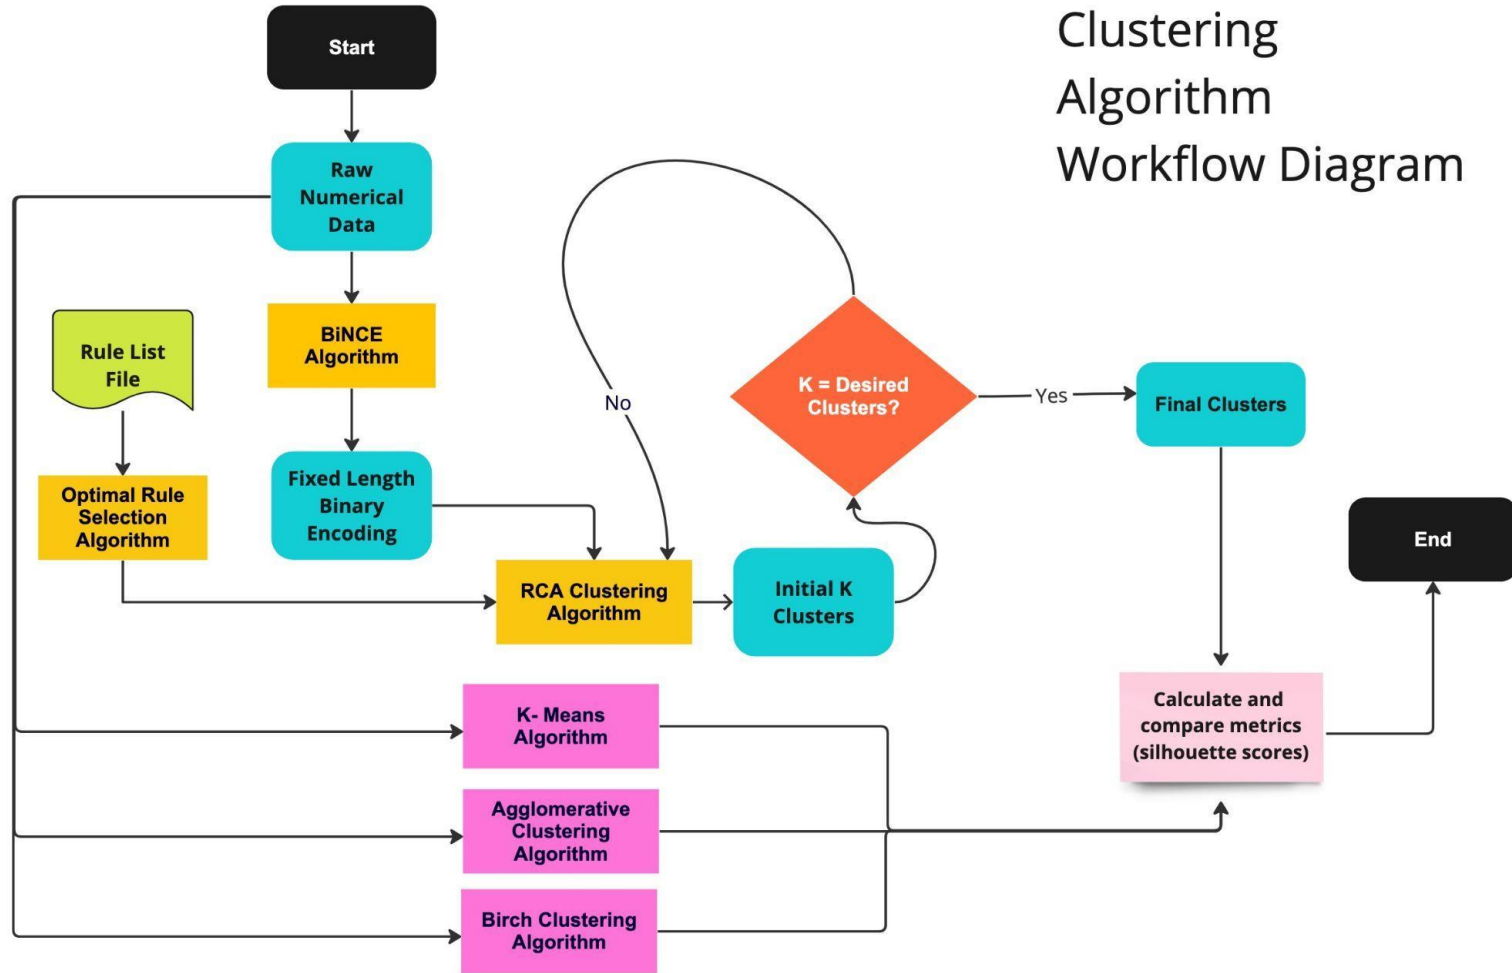 Clustering
Algorithm
Workflow Diagram
Start
Raw
Numerical
Data
BiNCE
Algorithm
Rule List
File
Optimal Rule
Selection
Algorithm
Fixed Length
Binary
Encoding
No
K = Desired
Clusters?
Yes
Final Clusters
RCA Clustering
Algorithm
Initial K
Clusters
End
K- Means
Algorithm
Agglomerative
Clustering
Algorithm
Birch Clustering
Algorithm
Calculate and
compare metrics
(silhouette scores)